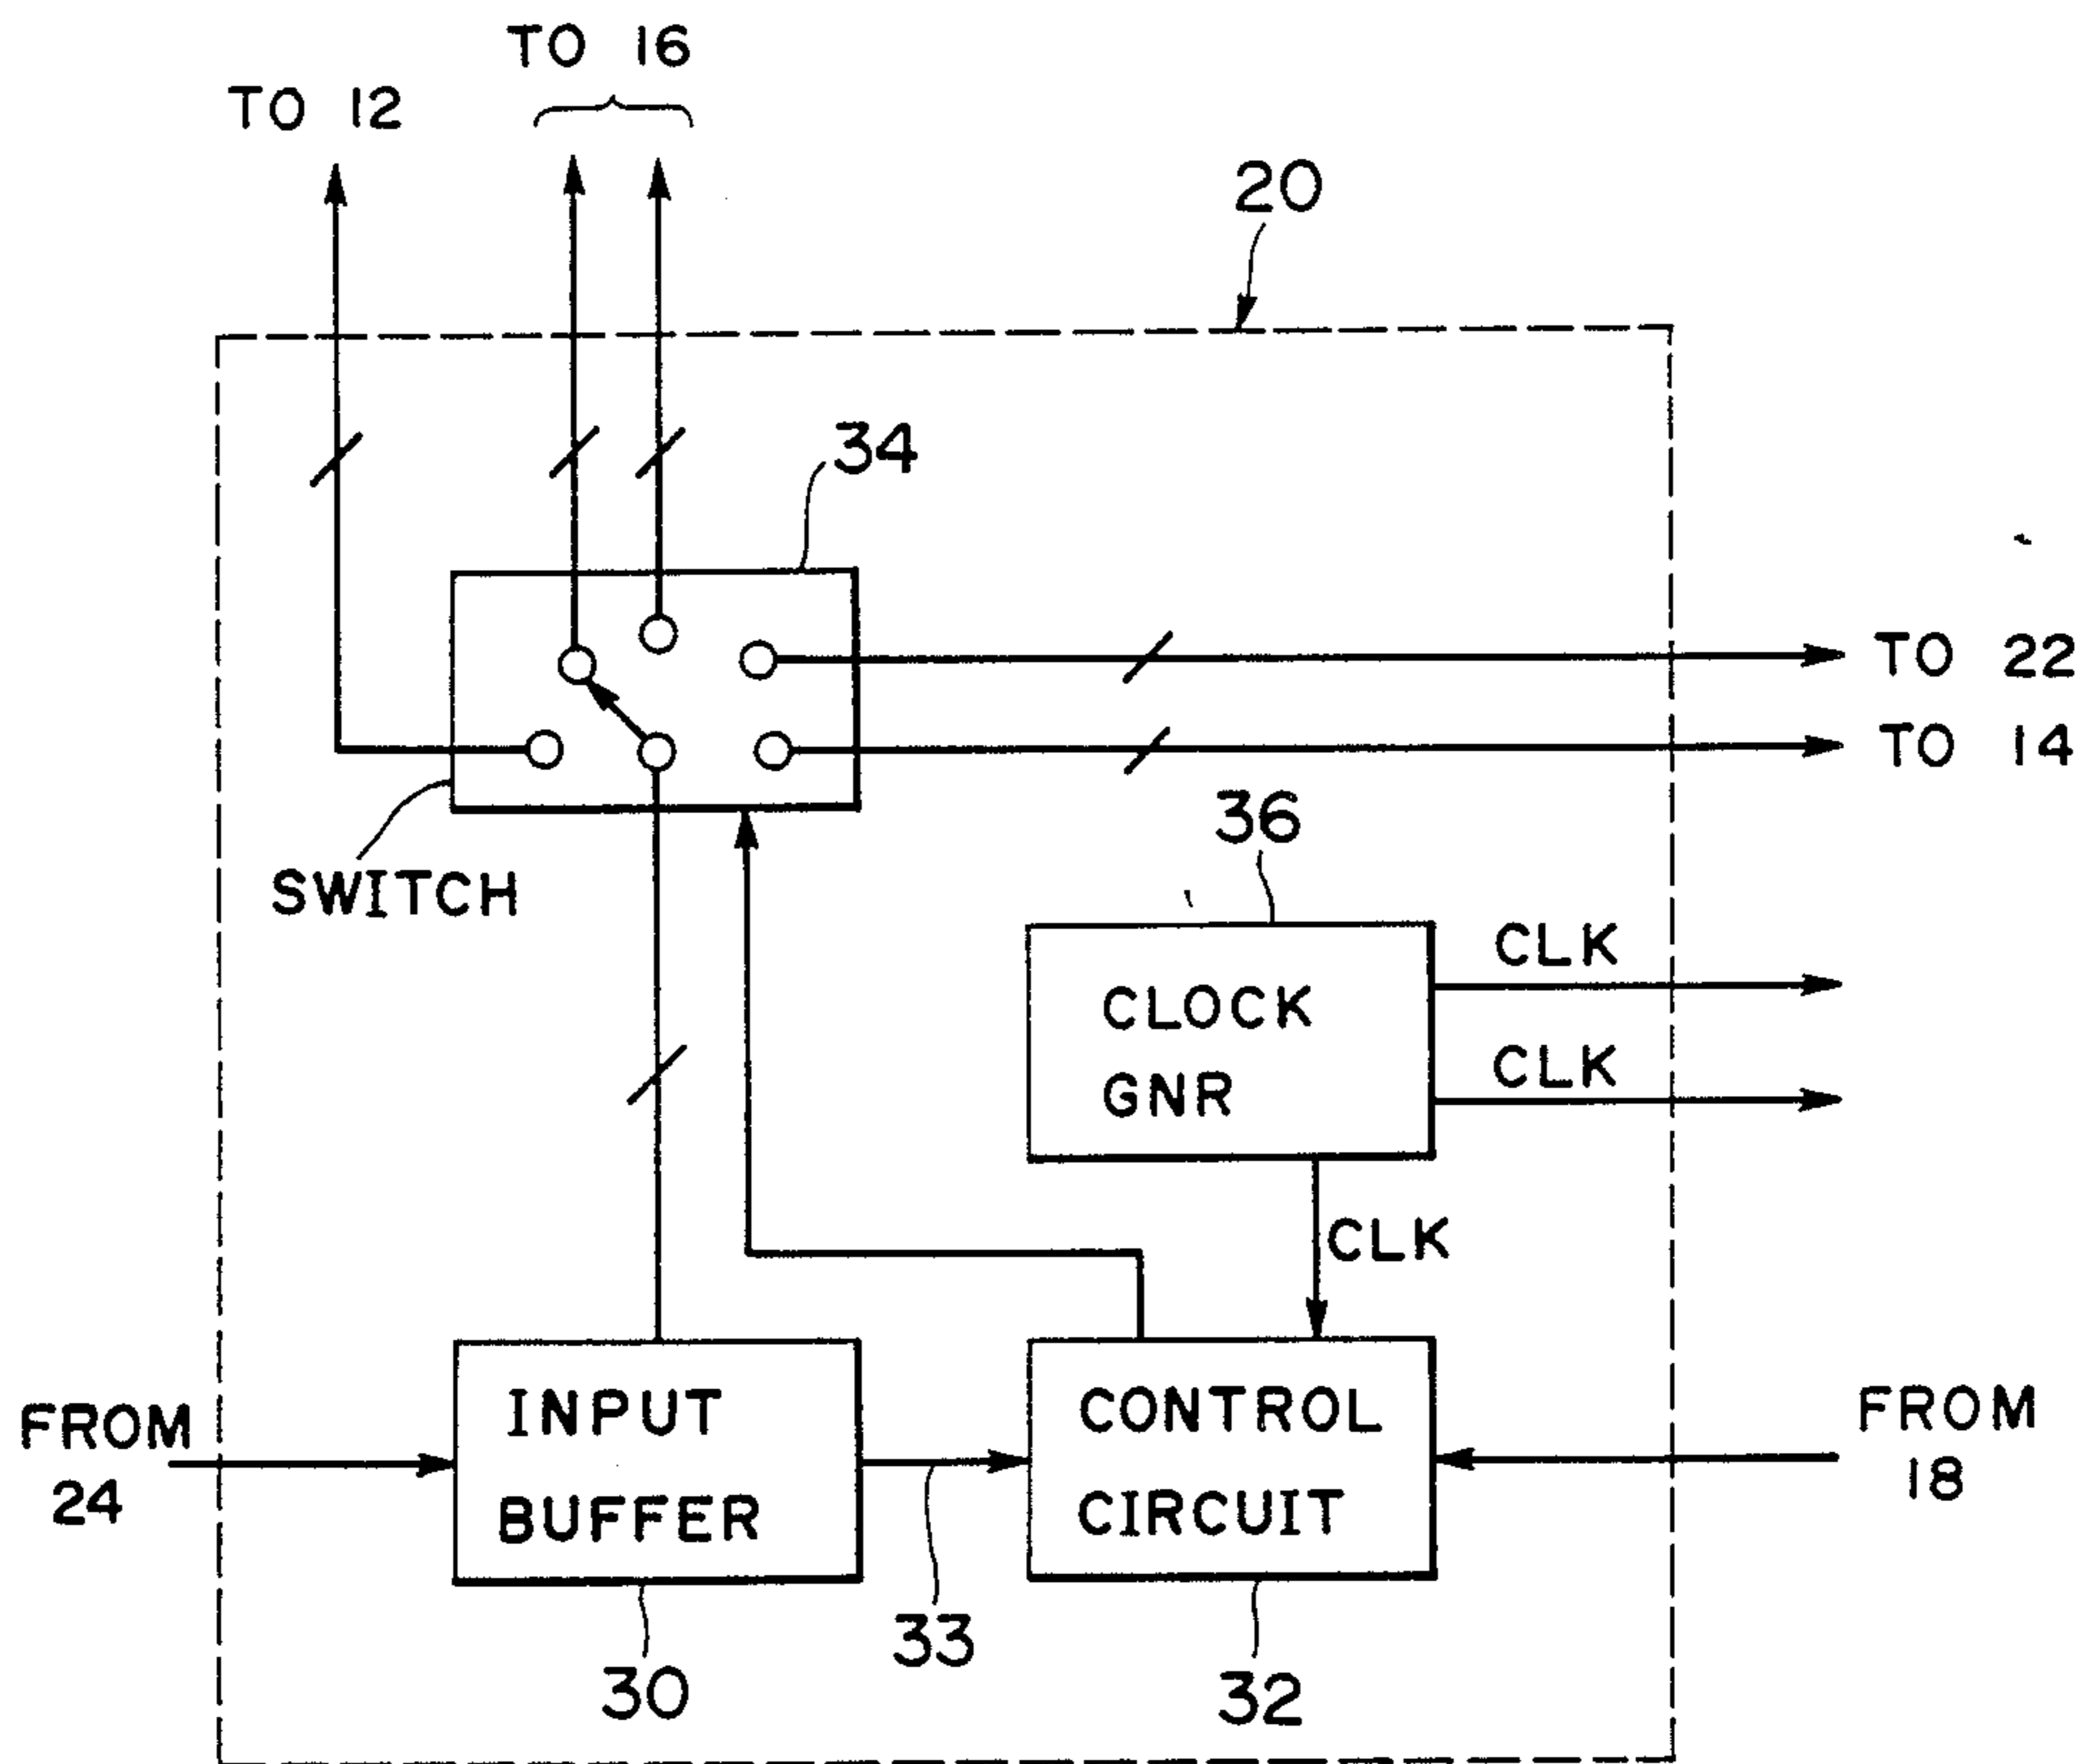 TO 16
TO 12
20
34
TO 22
TO 14
36
SWITCH
CLK
CLOCK
GNR
CLK
CLK
FROM
24
INPUT
BUFFER
CONTROL
CIRCUIT
FROM
18
33
30
32